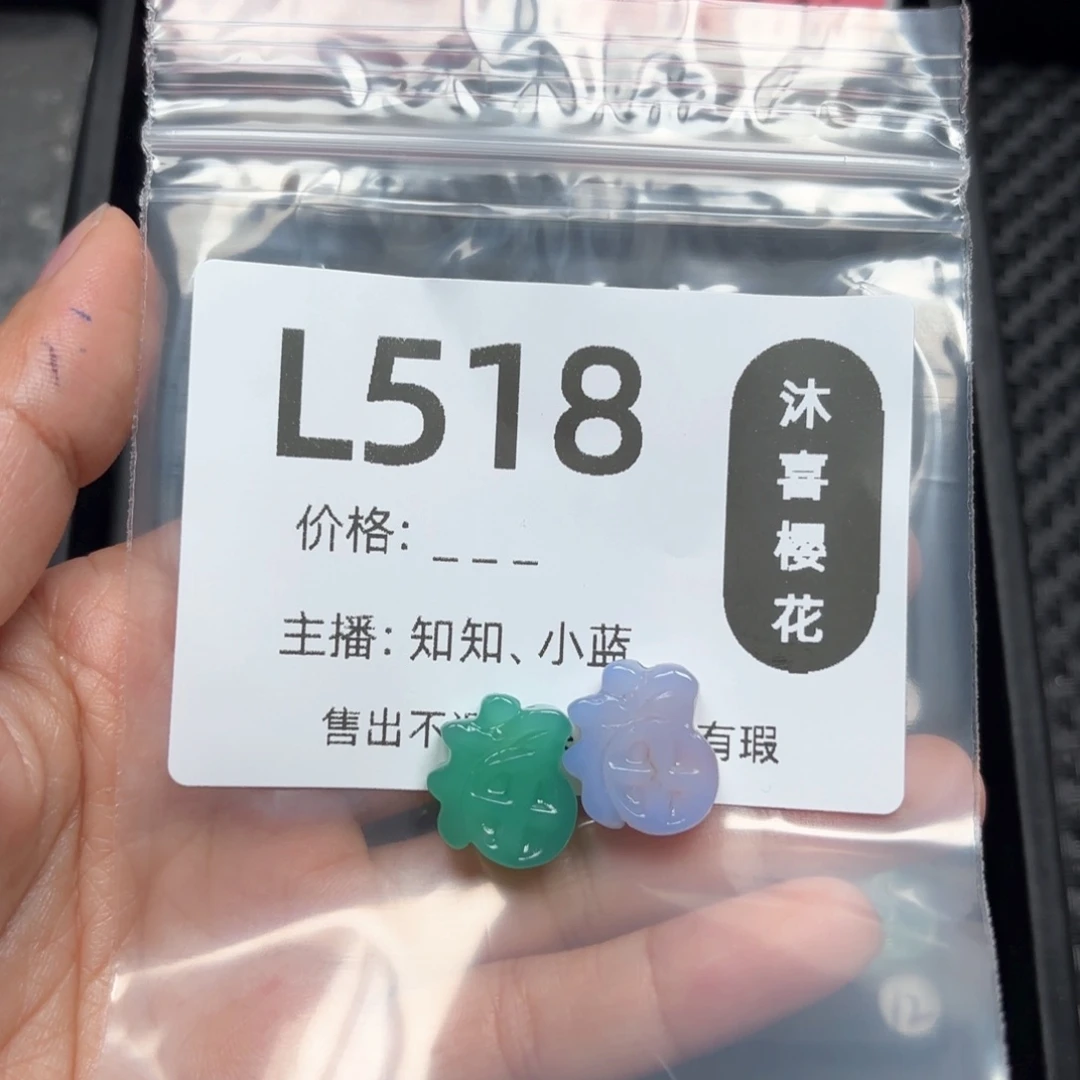 L518
沐喜樱花
价格: _ _ _
主播: 知知、小蓝
售出不 有瑕